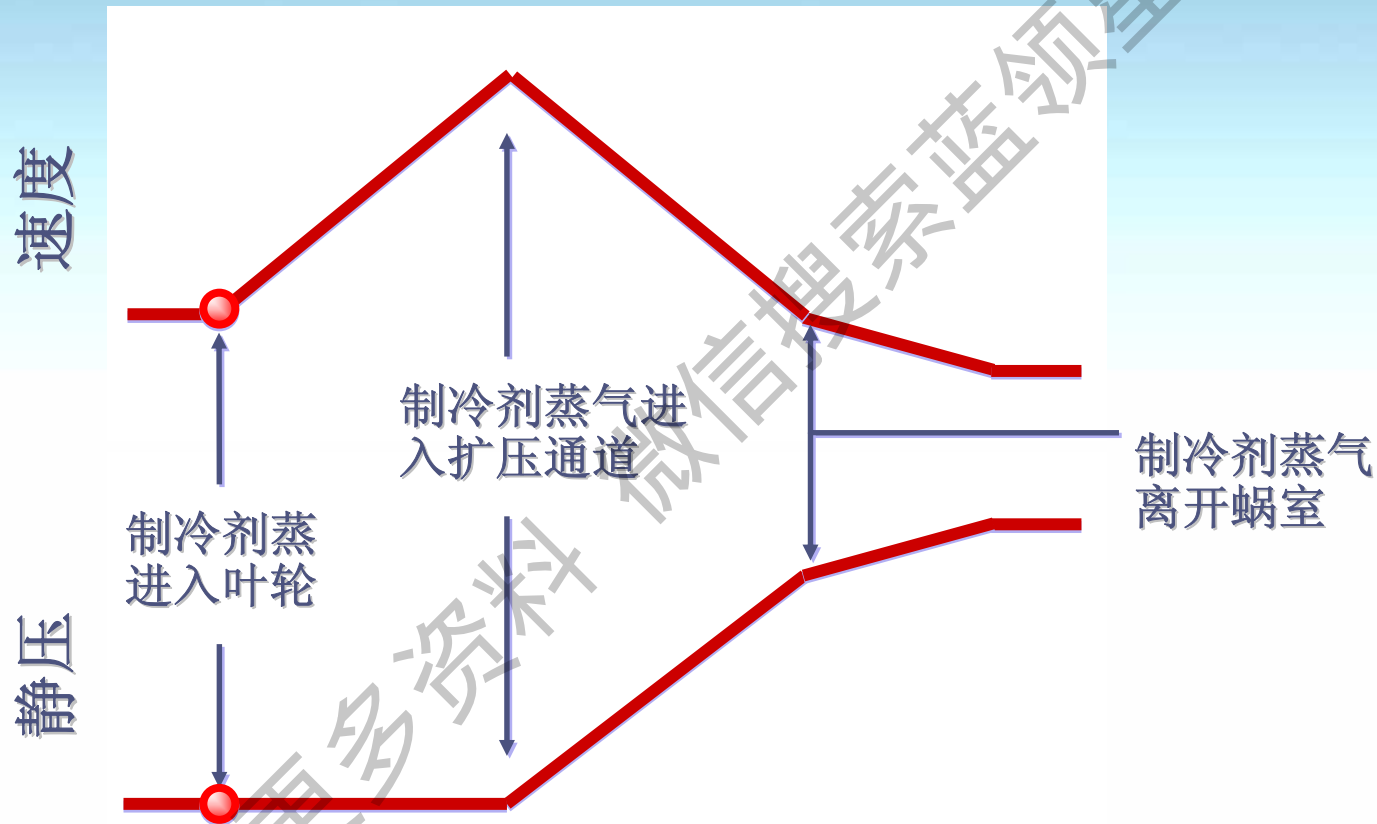 速度
制冷剂蒸气进
入扩压通道
制冷剂蒸气
离开蜗室
制冷剂蒸
进入叶轮
静压
更多资料 微信搜索蓝领星